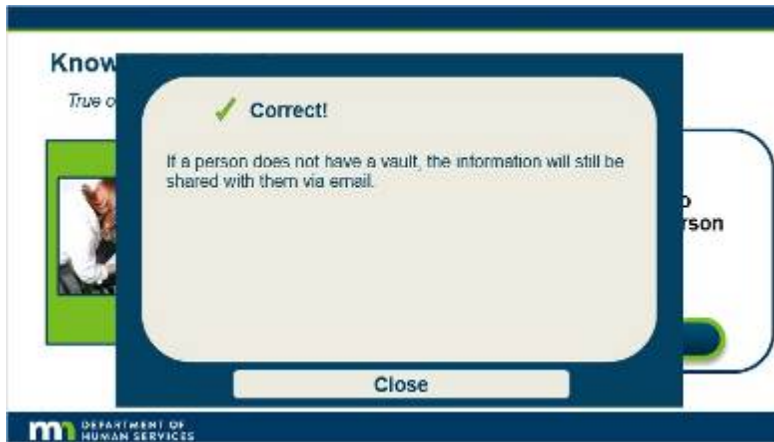 Know
True o
Correct!
If a person does not have a vault, the information will still be
shared with them via email.
rson
Close
DEPARTMENT OF
HUMAN SERVICES